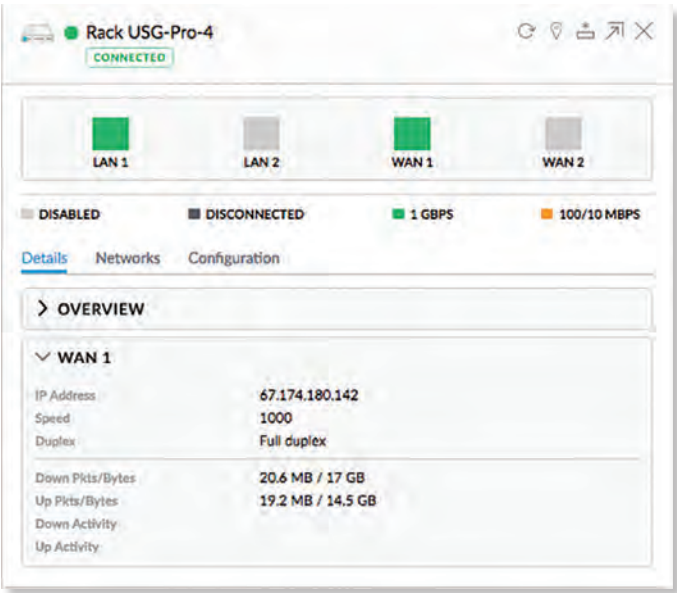 Rack USG-Pro-4
CONNECTED
LAN 1 LAN 2 WAN 1 WAN 2
DISABLED DISCONNECTED 1 GBPS 100/10 MBPS
Details Networks Configuration
OVERVIEW
WAN 1
IP Address 67.174.180.142
Speed 1000
Duplex Full duplex
Down Pkts/Bytes 20.6 MB / 17 GB
Up Pkts/Bytes 19.2 MB / 14.5 GB
Down Activity
Up Activity